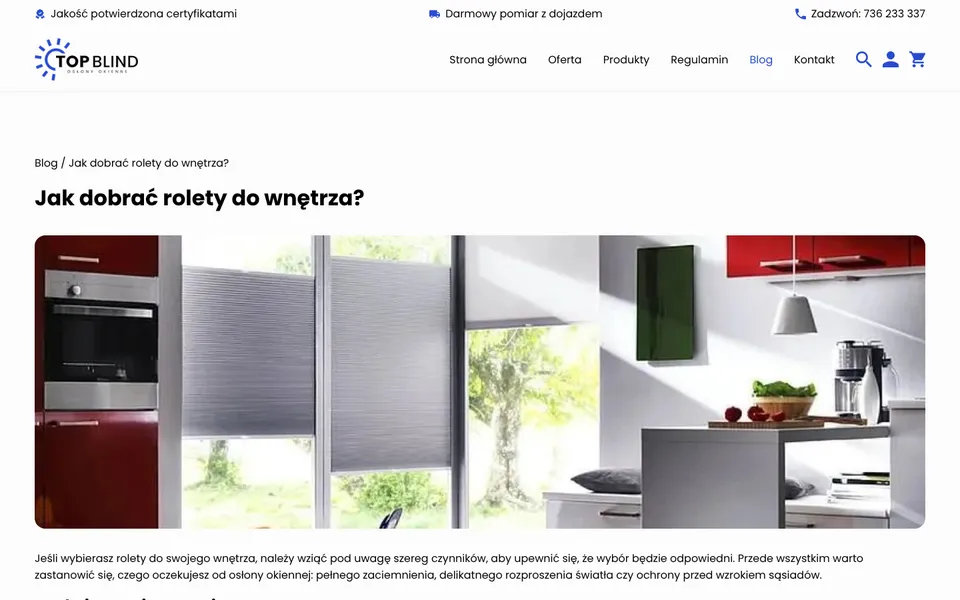 Jakość potwierdzona certyfikatami
Darmowy pomiar z dojazdem
Zadzwoń: 736 233 337
TOP BLIND
OSŁONY OKIENNE
Strona główna
Oferta
Produkty
Regulamin
Blog
Kontakt
Blog / Jak dobrać rolety do wnętrza?
Jak dobrać rolety do wnętrza?
Jeśli wybierasz rolety do swojego wnętrza, należy wziąć pod uwagę szereg czynników, aby upewnić się, że wybór będzie odpowiedni. Przede wszystkim warto
zastanowić się, czego oczekujesz od osłony okiennej: pełnego zaciemnienia, delikatnego rozproszenia światła czy ochrony przed wzrokiem sąsiadów.